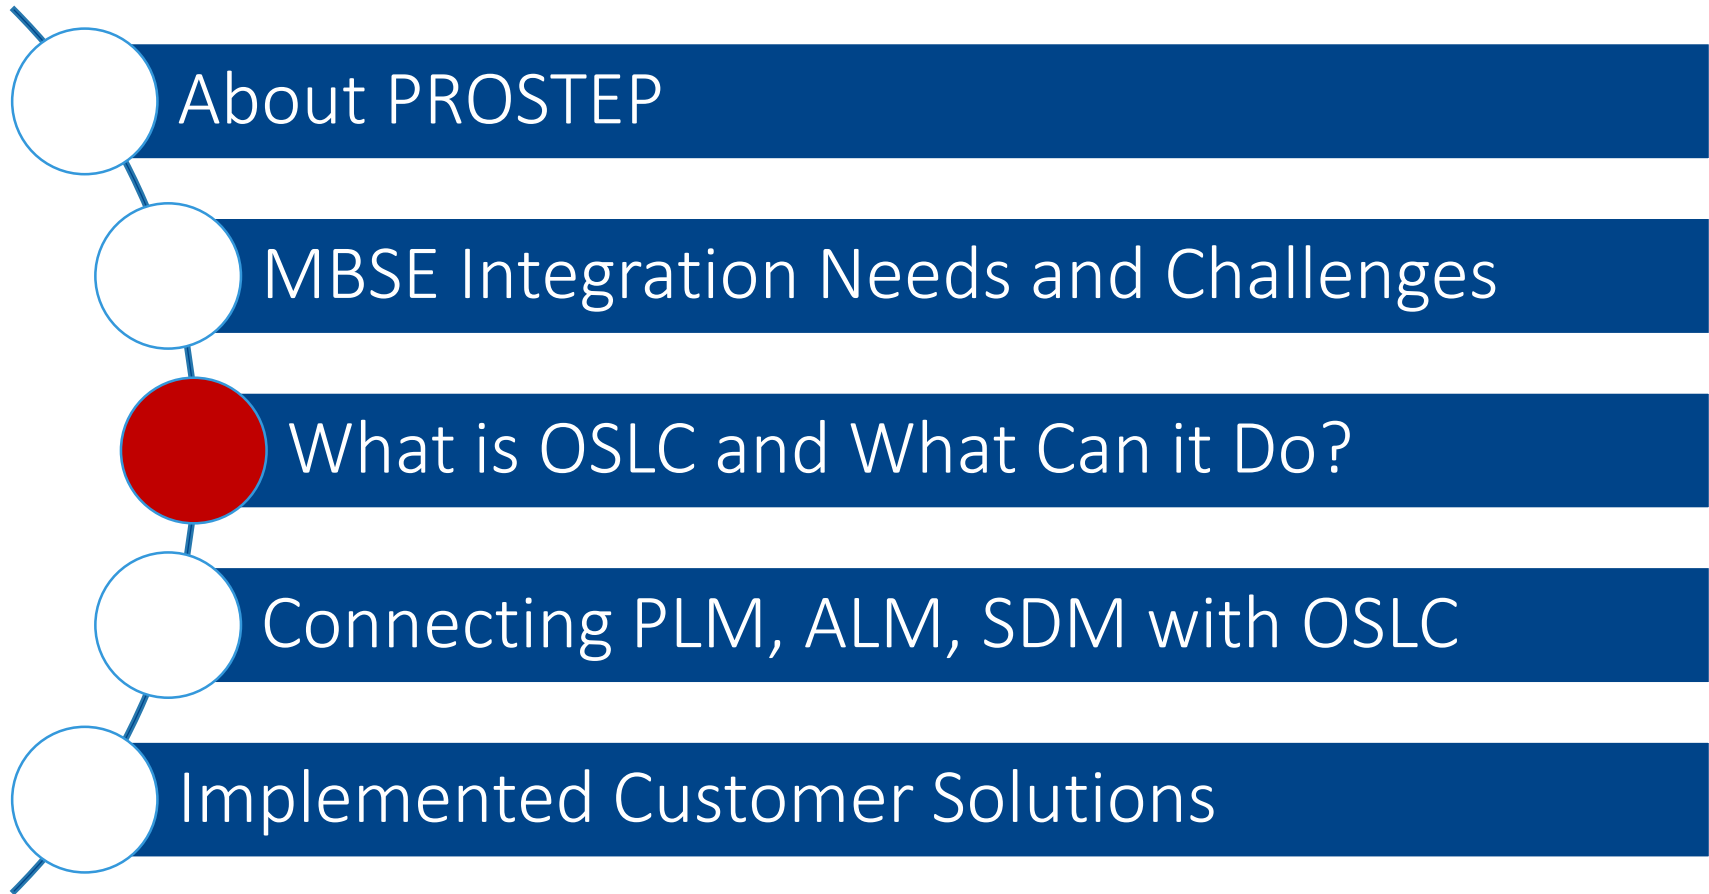 About PROSTEP
MBSE Integration Needs and Challenges
What is OSLC and What Can it Do?
Connecting PLM, ALM, SDM with OSLC
Implemented Customer Solutions